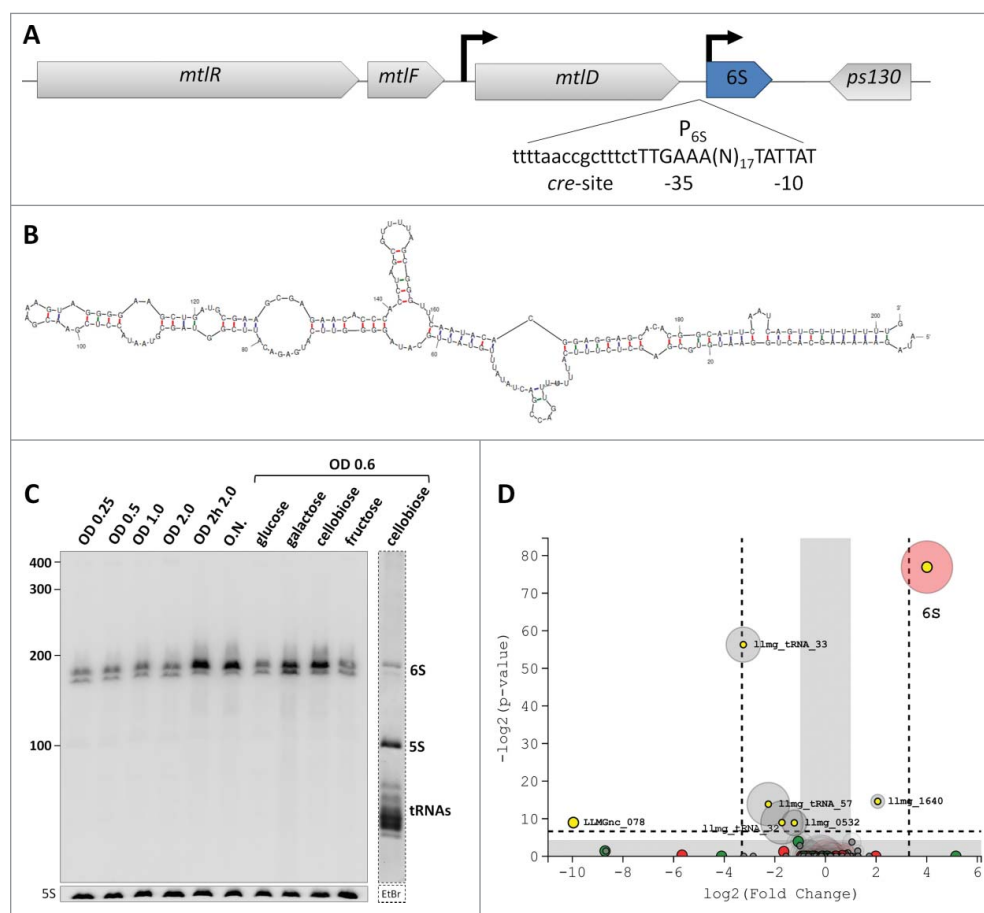 A
mtlR
mtlF
mtlD
6S
ps130
P6S
ttttaaccgctttctTTGAAA(N)17TATTAT
cre-site -35 -10
B
C
OD 0.6
OD 0.25
OD 0.5
OD 1.0
OD 2.0
OD 2h 2.0
O.N.
glucose
galactose
cellobiose
fructose
cellobiose
400
300
200
100
6S
5S
tRNAs
5S
EtBr
D
-log2(p-value)
80
70
60
50
40
30
20
10
0
6S
llmg_tRNA_33
llmg_tRNA_57
llmg_1640
LLMGnc_078
llmg_tRNA_32
llmg_0532
-10 -8 -6 -4 -2 0 2 4 6
log2(Fold Change)